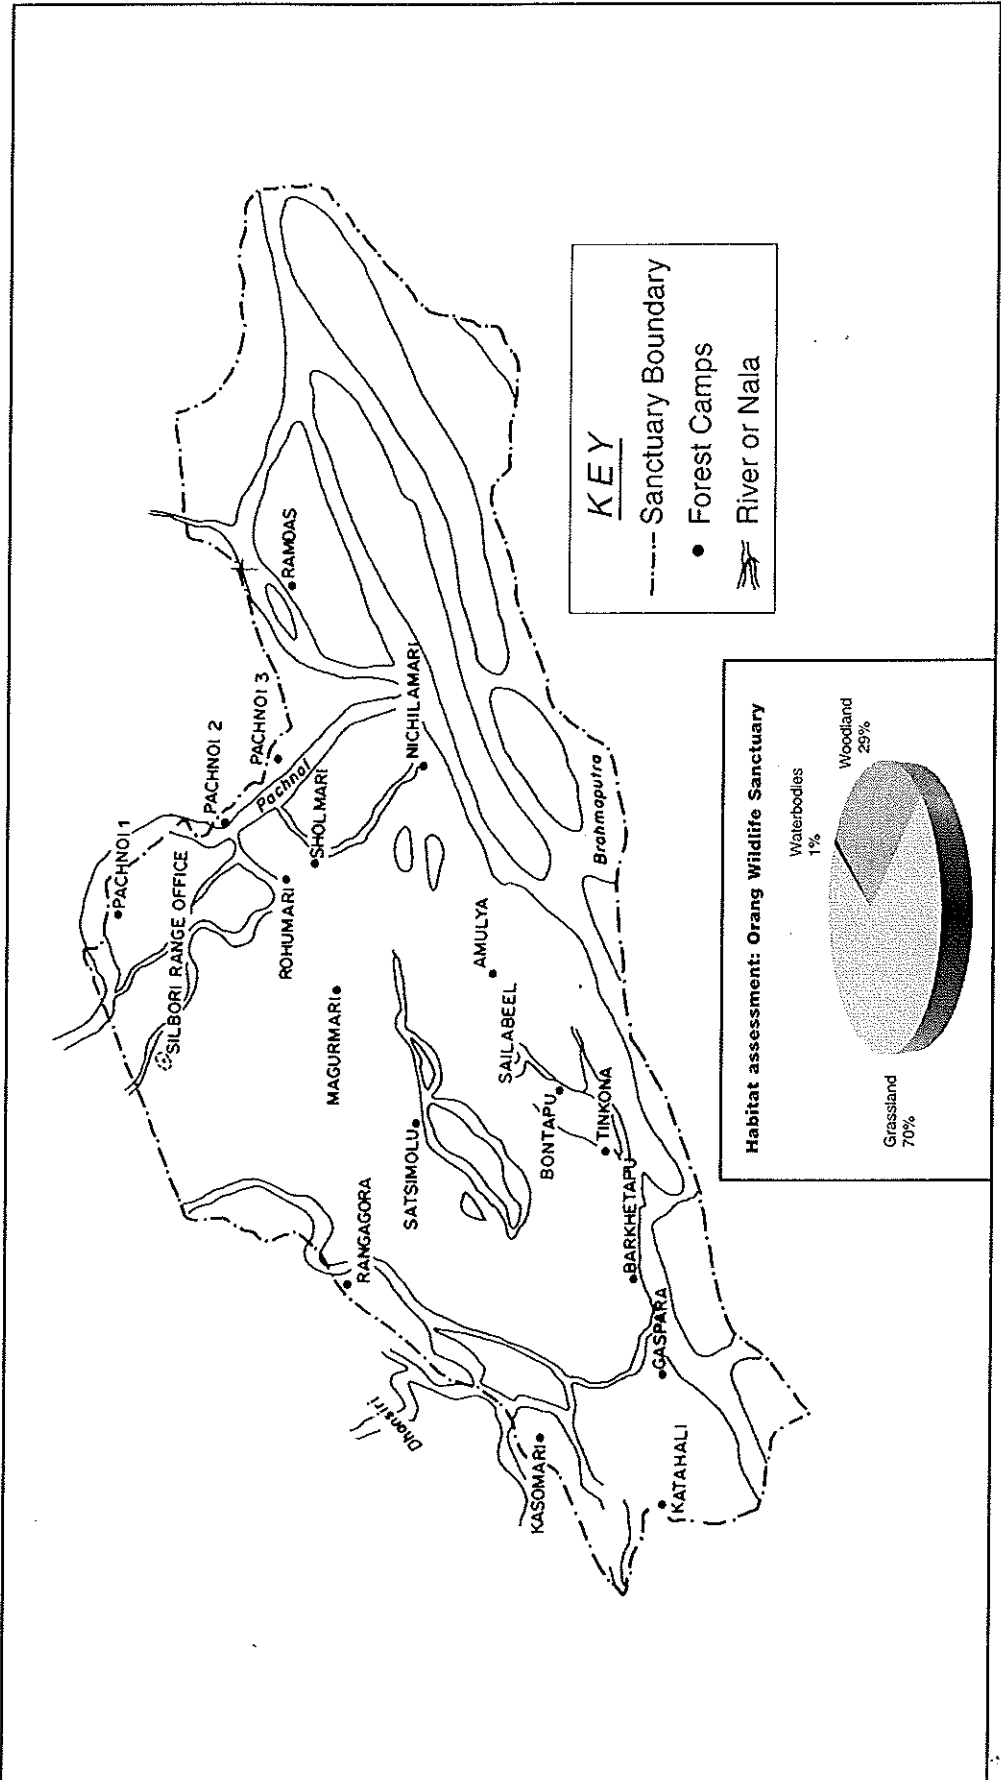 PACHNOI 1
SILBORI RANGE OFFICE
PACHNOI 2
PACHNOI 3
Pachnoi
RAMDAS
ROHUMARI
SHOLMARI
NICHILAMARI
MAGURMARI
RANGAGORA
SATSIMOLU
AMULYA
SAILABEEL
BONTAPU
TINKONA
BARKHETAPU
GASPARA
KASOMARI
KATAHALI
Dhansiri
Brahmaputra
KEY
Sanctuary Boundary
Forest Camps
River or Nala
Habitat assessment: Orang Wildlife Sanctuary
Waterbodies
1%
Woodland
29%
Grassland
70%